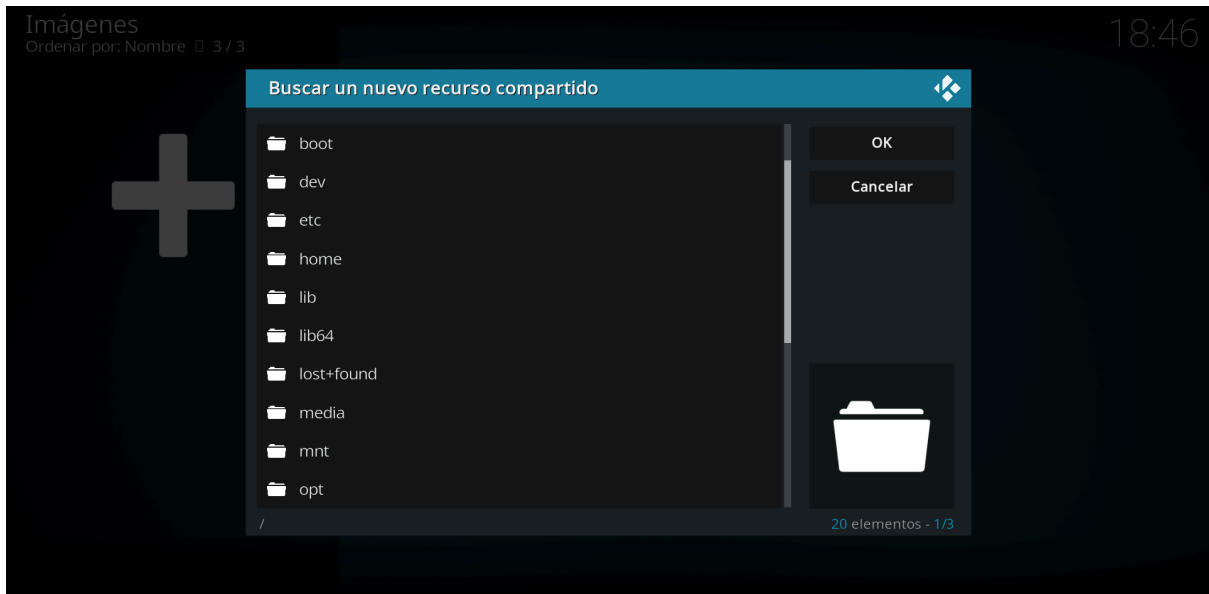 Imágenes
Ordenar por: Nombre 3 / 3
18:46
Buscar un nuevo recurso compartido
boot
dev
etc
home
lib
lib64
lost+found
media
mnt
opt
OK
Cancelar
/
20 elementos - 1/3